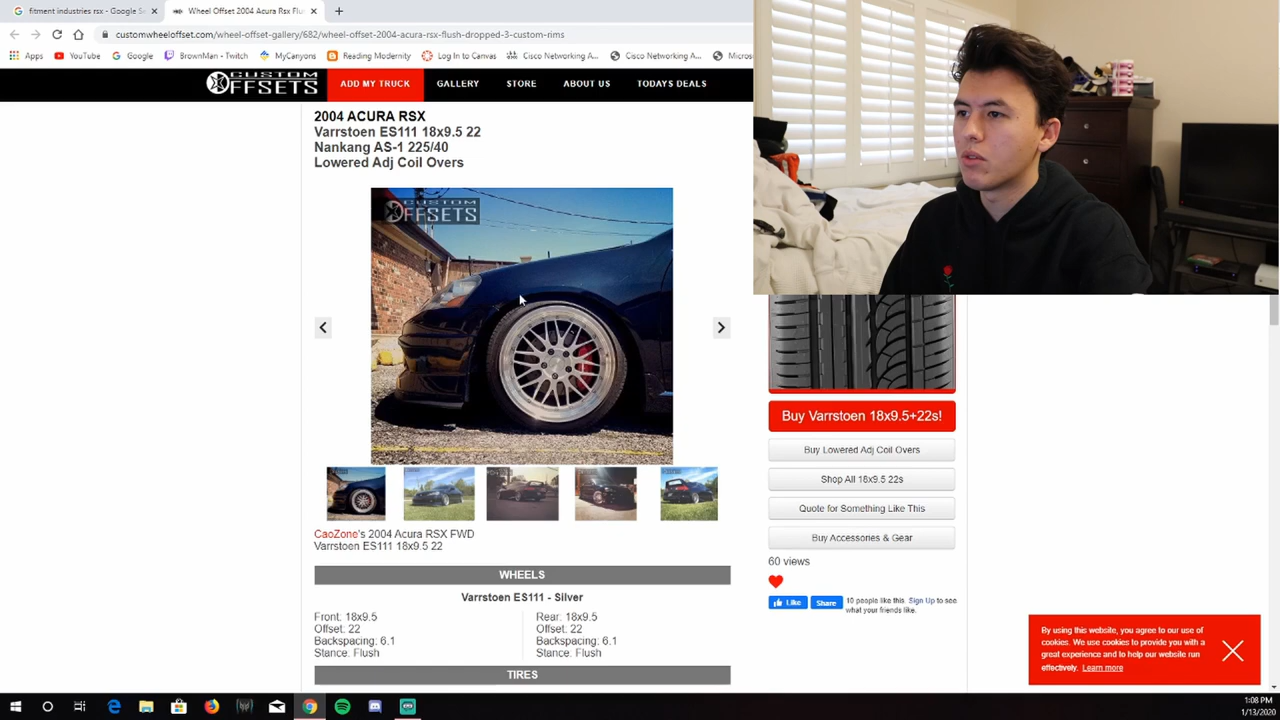 fitment industries rsx - Google S
Wheel Offset 2004 Acura Rsx Flu
customwheeloffset.com/wheel-offset-gallery/682/wheel-offset-2004-acura-rsx-flush-dropped-3-custom-rims
Apps
YouTube
Google
BrownMan - Twitch
MyCanyons
Reading Modernity
Log In to Canvas
Cisco Networking A...
Cisco Networking A...
Micros
CUSTOM
OFFSETS
ADD MY TRUCK
GALLERY
STORE
ABOUT US
TODAYS DEALS
2004 ACURA RSX
Varrstoen ES111 18x9.5 22
Nankang AS-1 225/40
Lowered Adj Coil Overs
CUSTOM
OFFSETS
Buy Varrstoen 18x9.5+22s!
Buy Lowered Adj Coil Overs
Shop All 18x9.5 22s
Quote for Something Like This
Buy Accessories & Gear
60 views
Like
Share
10 people like this. Sign Up to see
what your friends like.
CaoZone's 2004 Acura RSX FWD
Varrstoen ES111 18x9.5 22
WHEELS
Varrstoen ES111 - Silver
Front: 18x9.5
Offset: 22
Backspacing: 6.1
Stance: Flush
Rear: 18x9.5
Offset: 22
Backspacing: 6.1
Stance: Flush
TIRES
By using this website, you agree to our use of
cookies. We use cookies to provide you with a
great experience and to help our website run
effectively. Learn more
1:08 PM
1/13/2020